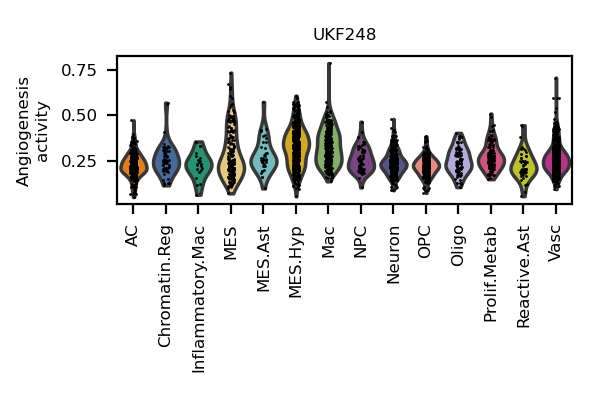 UKF248
Angiogenesis
activity
0.75
0.50
0.25
AC
Chromatin.Reg
Inflammatory.Mac
MES
MES.Ast
MES.Hyp
Mac
NPC
Neuron
OPC
Oligo
Prolif.Metab
Reactive.Ast
Vasc